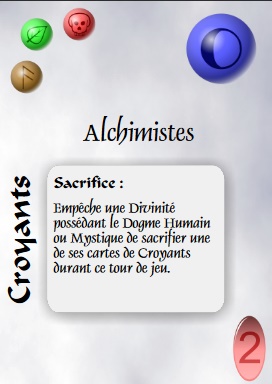 Alchimistes
Croyants
Sacrifice :
Empêche une Divinité
possédant le Dogme Humain
ou Mystique de sacrifier une
de ses cartes de Croyants
durant ce tour de jeu.
2